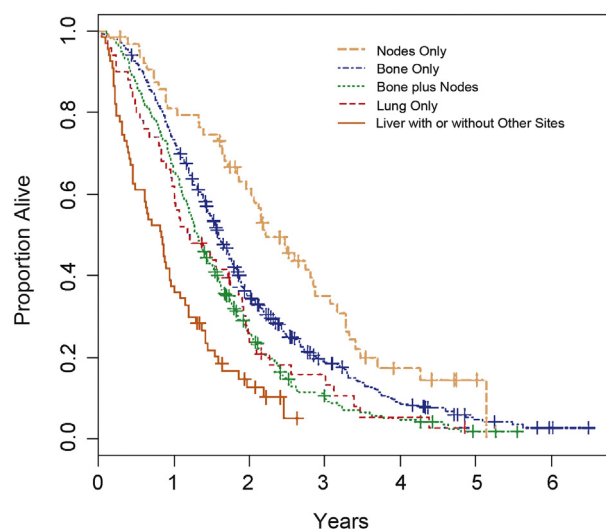 1.0
0.8
0.6
0.4
0.2
0.0
Proportion Alive
Nodes Only
Bone Only
Bone plus Nodes
Lung Only
Liver with or without Other Sites
0 1 2 3 4 5 6
Years